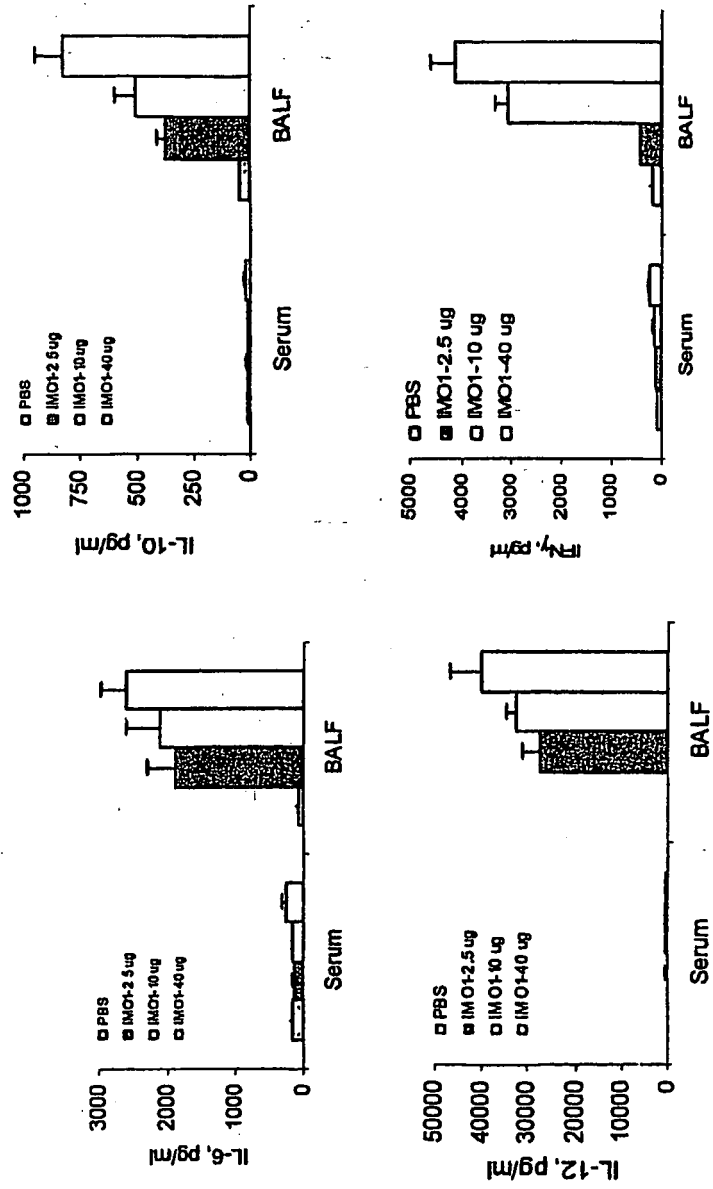 IL-6, pg/ml
3000
2000
1000
0
□ PBS
▩ IMO1-2 5 ug
□ IMO1-10 ug
□ IMO1-40 ug
Serum
BALF
IL-10, pg/ml
1000
750
500
250
0
□ PBS
▩ IMO1-2 5 ug
□ IMO1-10 ug
□ IMO1-40 ug
Serum
BALF
IL-12, pg/ml
50000
40000
30000
20000
10000
0
□ PBS
▩ IMO1-2.5 ug
□ IMO1-10 ug
□ IMO1-40 ug
Serum
BALF
IFNγ, pg/ml
5000
4000
3000
2000
1000
0
□ PBS
▩ IMO1-2.5 ug
□ IMO1-10 ug
□ IMO1-40 ug
Serum
BALF